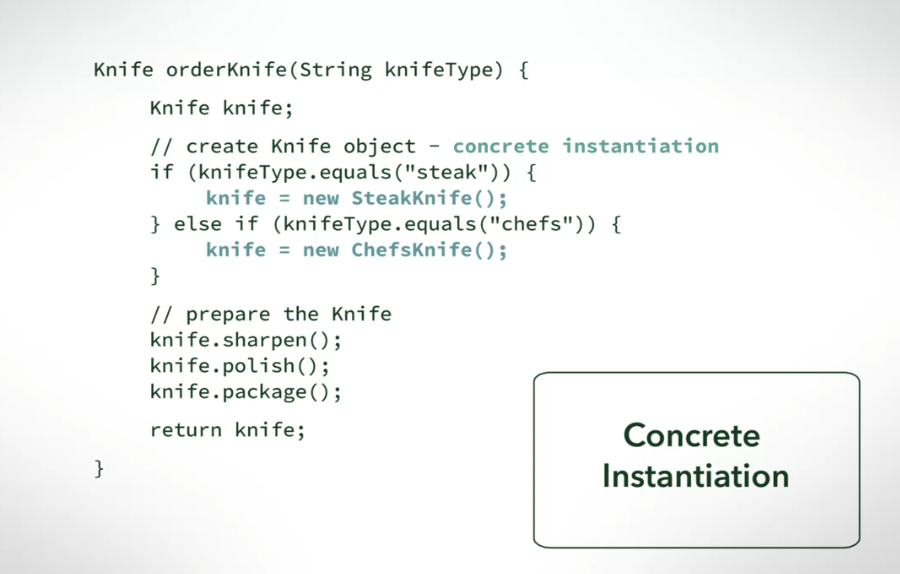 Knife orderKnife(String knifeType) {
Knife knife;
// create Knife object – concrete instantiation
if (knifeType.equals("steak")) {
knife = new SteakKnife();
} else if (knifeType.equals("chefs")) {
knife = new ChefsKnife();
}
// prepare the Knife
knife.sharpen();
knife.polish();
knife.package();
return knife;
}
Concrete
Instantiation